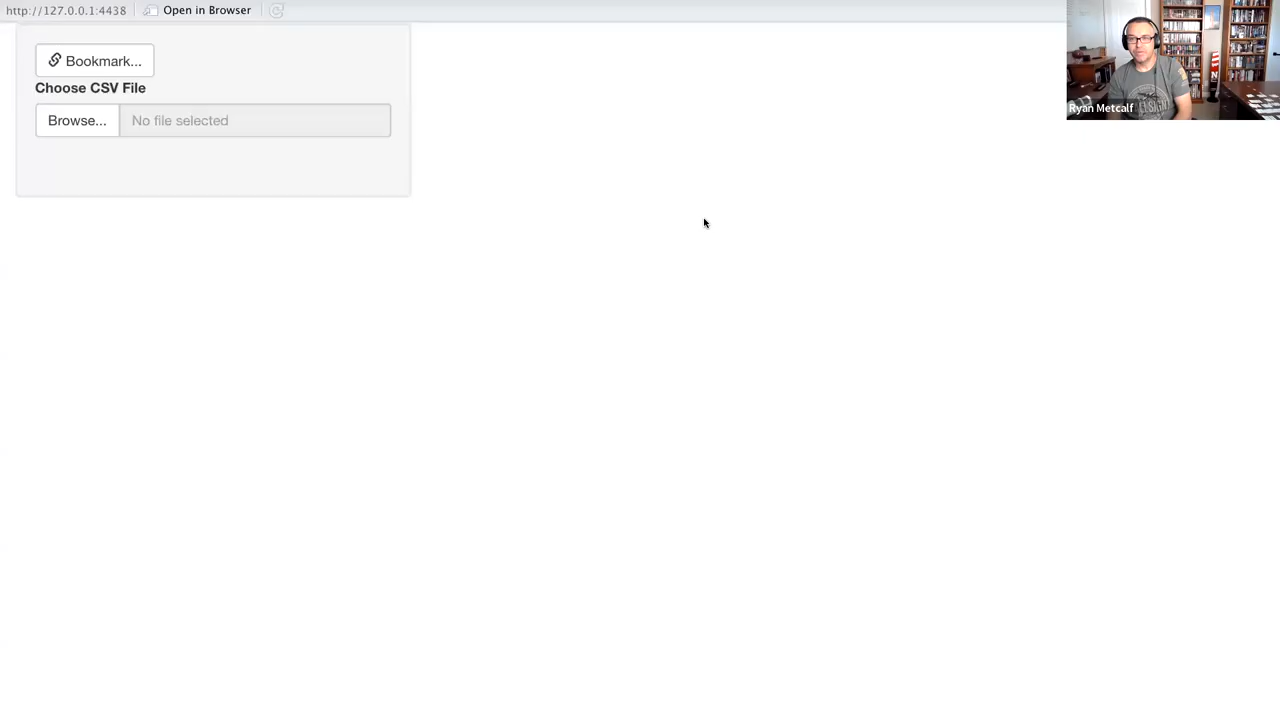 http://127.0.0.1:4438
Open in Browser
Bookmark...
Choose CSV File
Browse...
No file selected
Ryan Metcalf